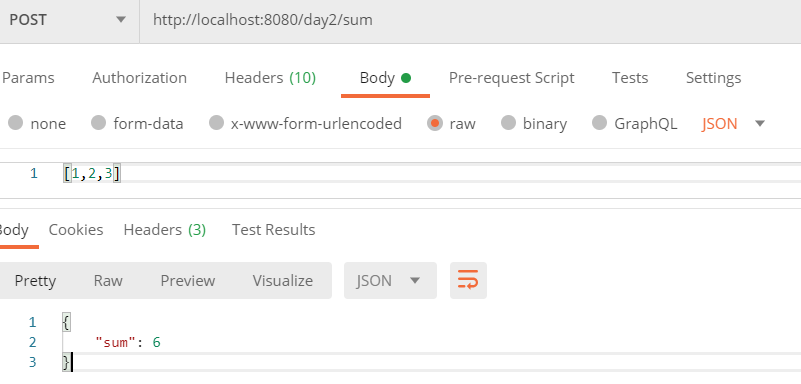 POST http://localhost:8080/day2/sum
Params Authorization Headers (10) Body Pre-request Script Tests Settings
none form-data x-www-form-urlencoded raw binary GraphQL JSON
1 [1,2,3]
Body Cookies Headers (3) Test Results
Pretty Raw Preview Visualize JSON
1 {
2 "sum": 6
3 }